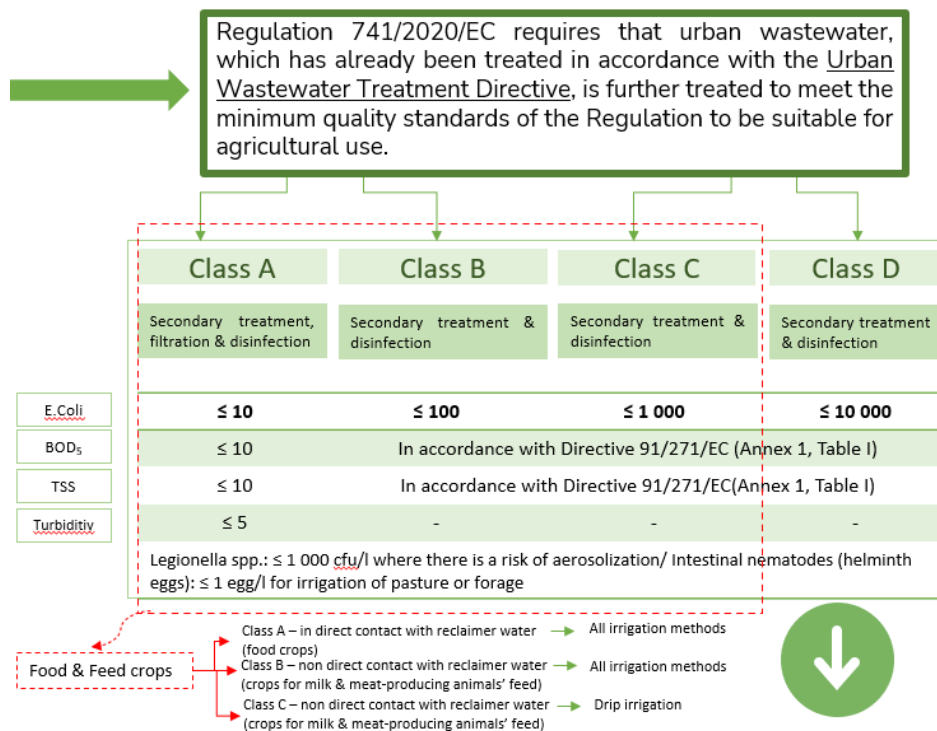 Regulation 741/2020/EC requires that urban wastewater,
which has already been treated in accordance with the Urban
Wastewater Treatment Directive, is further treated to meet the
minimum quality standards of the Regulation to be suitable for
agricultural use.
Class A
Class B
Class C
Class D
Secondary treatment,
filtration & disinfection
Secondary treatment &
disinfection
Secondary treatment &
disinfection
Secondary treatment
& disinfection
E.Coli
≤ 10
≤ 100
≤ 1 000
≤ 10 000
BOD₅
≤ 10
In accordance with Directive 91/271/EC (Annex 1, Table I)
TSS
≤ 10
In accordance with Directive 91/271/EC(Annex 1, Table I)
Turbiditiv
≤ 5
-
-
-
Legionella spp.: ≤ 1 000 cfu/l where there is a risk of aerosolization/ Intestinal nematodes (helminth
eggs): ≤ 1 egg/l for irrigation of pasture or forage
Food & Feed crops
Class A – in direct contact with reclaimer water
(food crops)
All irrigation methods
Class B – non direct contact with reclaimer water
(crops for milk & meat-producing animals’ feed)
All irrigation methods
Class C – non direct contact with reclaimer water
(crops for milk & meat-producing animals’ feed)
Drip irrigation